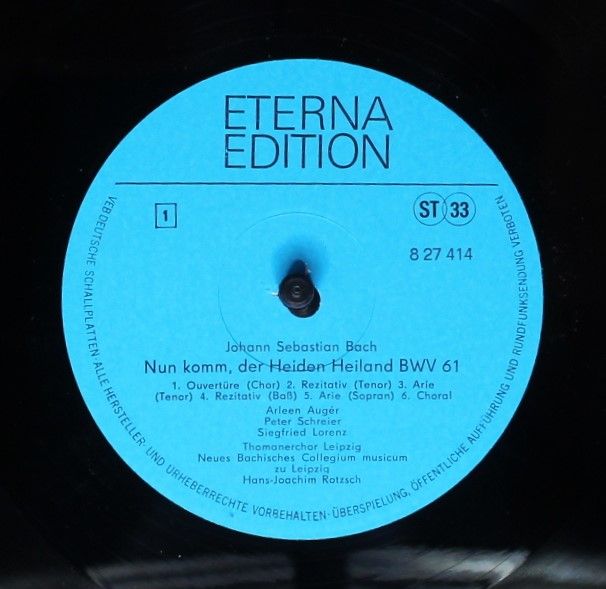 ETERNA
EDITION
1
ST 33
8 27 414
Johann Sebastian Bach
Nun komm, der Heiden Heiland BWV 61
1. Ouvertüre (Chor) 2. Rezitativ (Tenor) 3. Arie
(Tenor) 4. Rezitativ (Baß) 5. Arie (Sopran) 6. Choral
Arleen Augér
Peter Schreier
Siegfried Lorenz
Thomanerchor Leipzig
Neues Bachisches Collegium musicum
zu Leipzig
Hans-Joachim Rotzsch
VEB DEUTSCHE SCHALLPLATTEN · ALLE HERSTELLER- UND URHEBERRECHTE VORBEHALTEN · ÜBERSPIELUNG, ÖFFENTLICHE AUFFÜHRUNG UND RUNDFUNKSENDUNG VERBOTEN